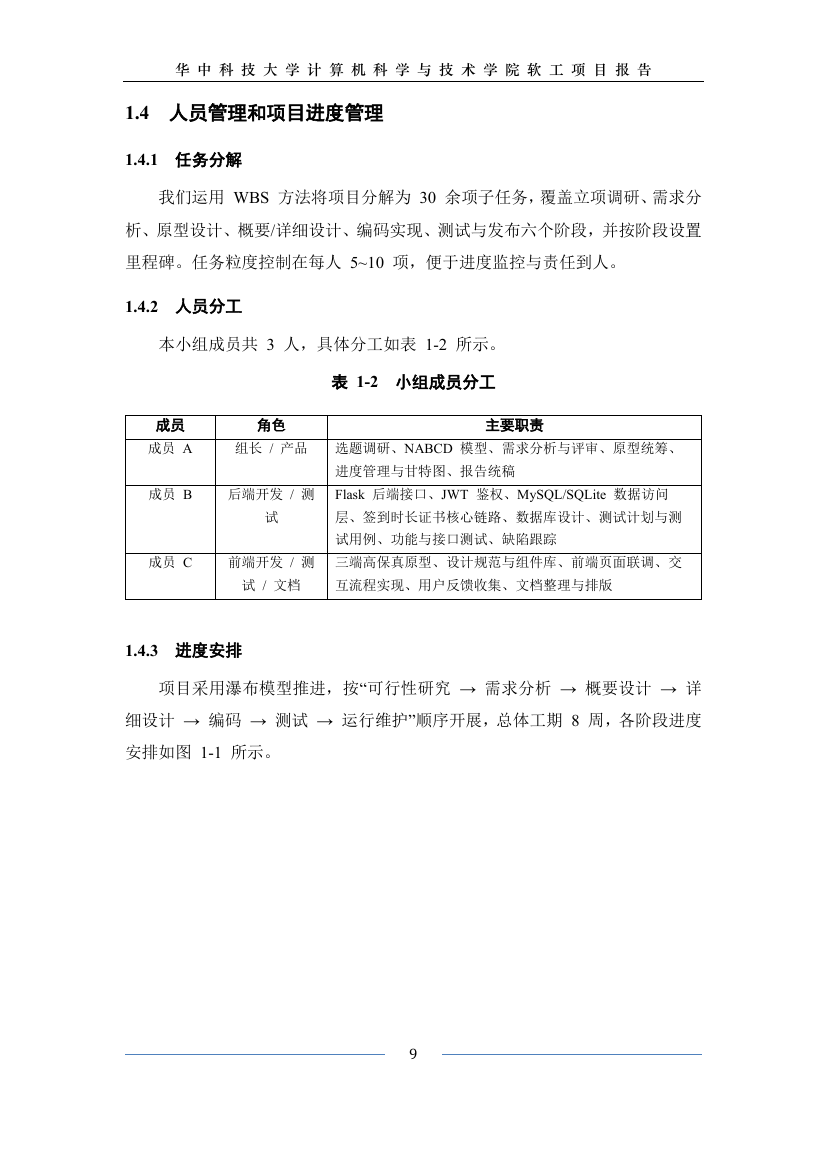 华中科技大学计算机科学与技术学院软工项目报告
1.4 人员管理和项目进度管理
1.4.1 任务分解
我们运用 WBS 方法将项目分解为 30 余项子任务，覆盖立项调研、需求分
析、原型设计、概要/详细设计、编码实现、测试与发布六个阶段，并按阶段设置
里程碑。任务粒度控制在每人 5~10 项，便于进度监控与责任到人。
1.4.2 人员分工
本小组成员共 3 人，具体分工如表 1-2 所示。
表 1-2 小组成员分工
成员 角色 主要职责
成员 A 组长 / 产品 选题调研、NABCD 模型、需求分析与评审、原型统筹、
进度管理与甘特图、报告统稿
成员 B 后端开发 / 测 Flask 后端接口、JWT 鉴权、MySQL/SQLite 数据访问
试 层、签到时长证书核心链路、数据库设计、测试计划与测
试用例、功能与接口测试、缺陷跟踪
成员 C 前端开发 / 测 三端高保真原型、设计规范与组件库、前端页面联调、交
试 / 文档 互流程实现、用户反馈收集、文档整理与排版
1.4.3 进度安排
项目采用瀑布模型推进，按“可行性研究 → 需求分析 → 概要设计 → 详
细设计 → 编码 → 测试 → 运行维护”顺序开展，总体工期 8 周，各阶段进度
安排如图 1-1 所示。
9